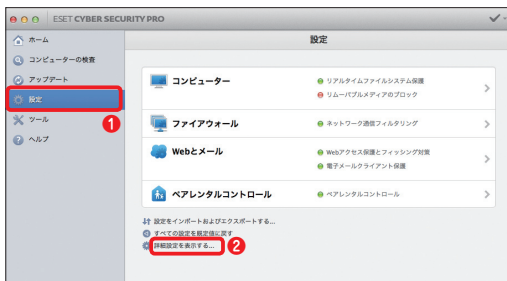 ESET CYBER SECURITY PRO
ホーム
コンピューターの検査
アップデート
設定
ツール
ヘルプ
1
設定
コンピューター
リアルタイムファイルシステム保護
リムーバブルメディアのブロック
ファイアウォール
ネットワーク通信フィルタリング
Webとメール
Webアクセス保護とフィッシング対策
電子メールクライアント保護
ペアレンタルコントロール
ペアレンタルコントロール
設定をインポートおよびエクスポートする...
すべての設定を規定値に戻す
詳細設定を表示する...
2